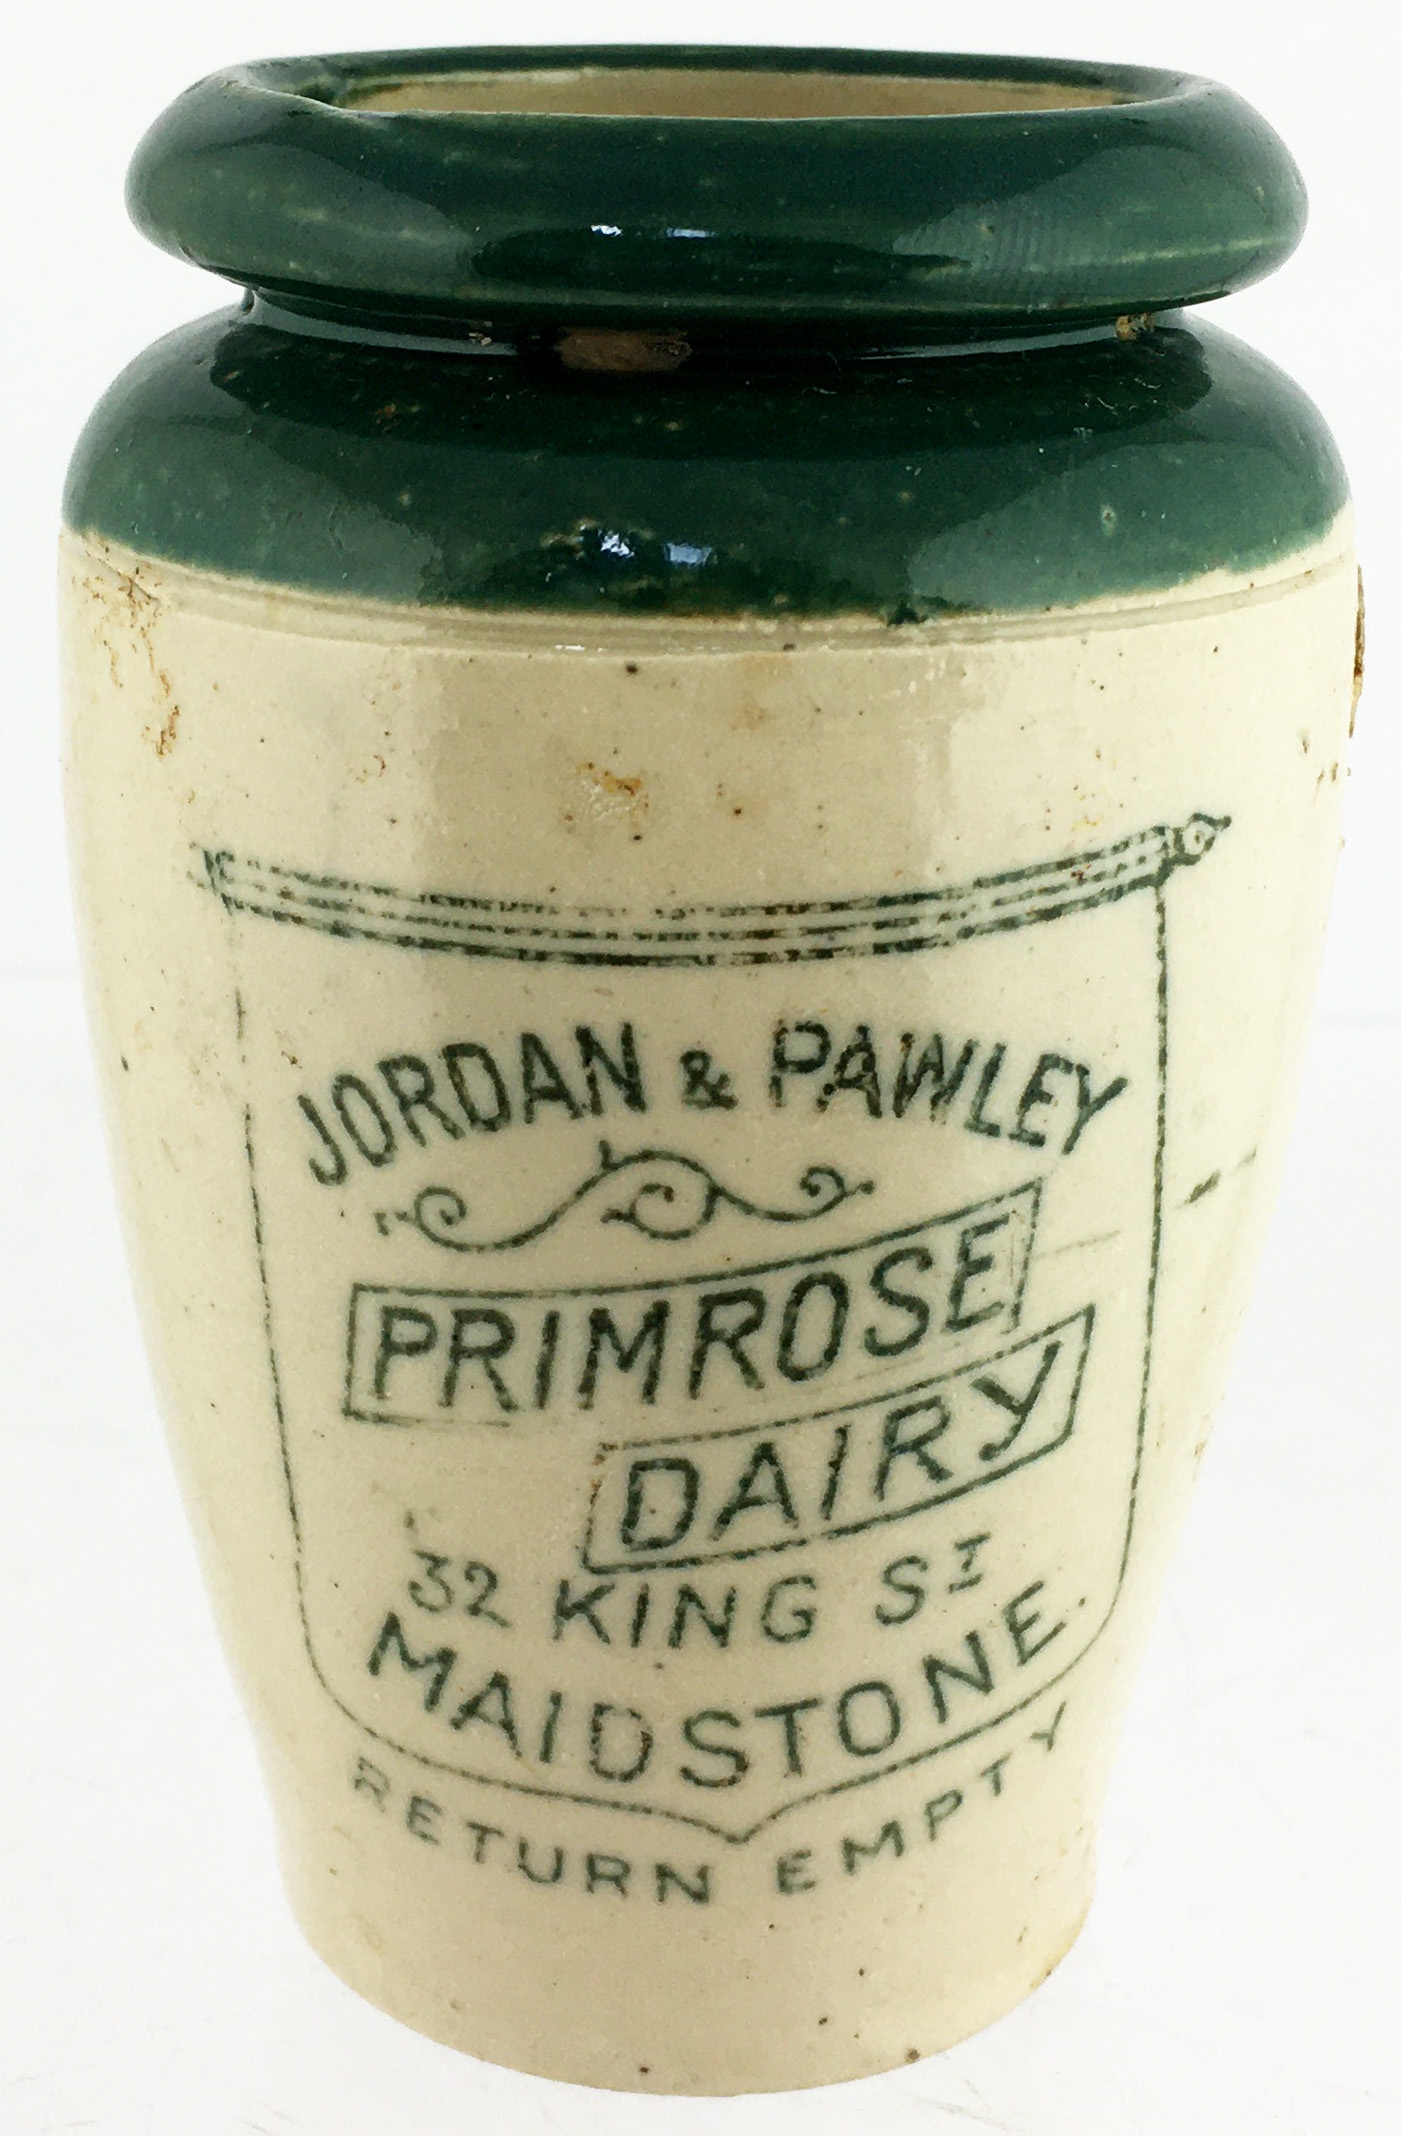 JORDAN & PAWLEY
PRIMROSE
DAIRY
32 KING ST
MAIDSTONE.
RETURN EMPTY